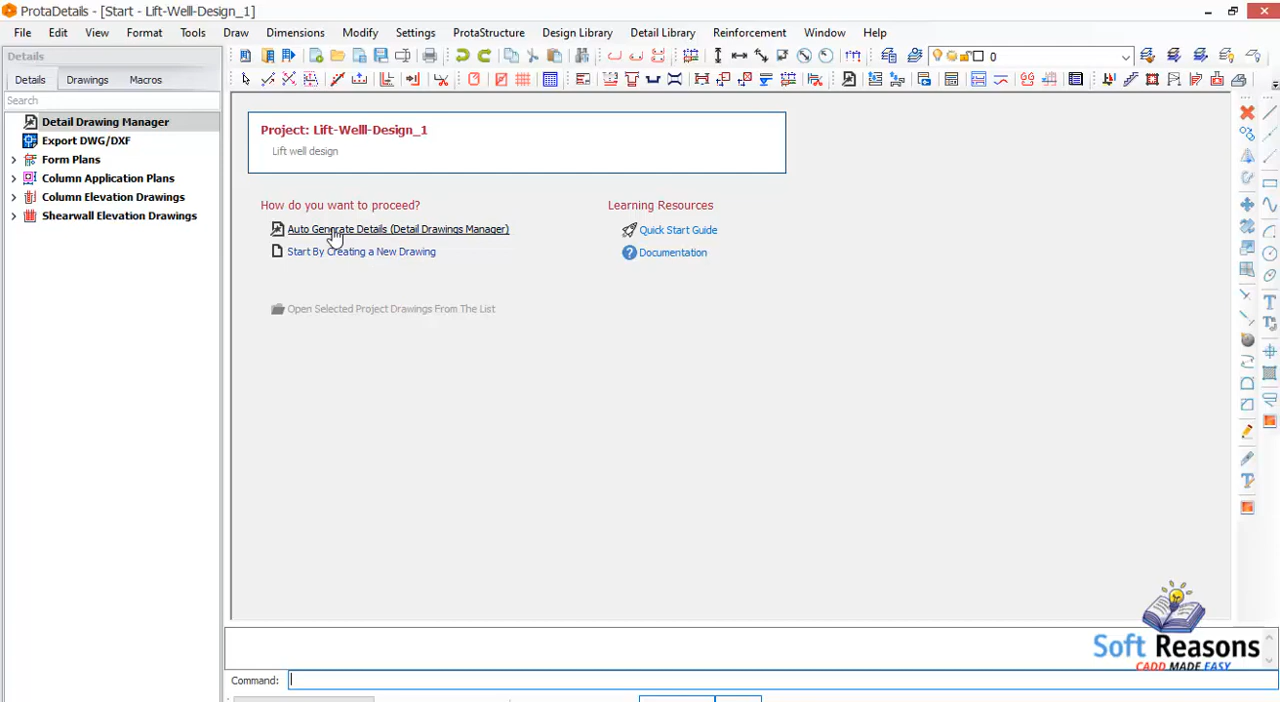 ProtaDetails - [Start - Lift-Well-Design_1]
File Edit View Format Tools Draw Dimensions Modify Settings ProtaStructure Design Library Detail Library Reinforcement Window Help
Details
0
Details Drawings Macros
Search
Detail Drawing Manager
Export DWG/DXF
Form Plans
Column Application Plans
Column Elevation Drawings
Shearwall Elevation Drawings
Project: Lift-Welll-Design_1
Lift well design
How do you want to proceed?
Auto Generate Details (Detail Drawings Manager)
Start By Creating a New Drawing
Open Selected Project Drawings From The List
Learning Resources
Quick Start Guide
Documentation
Soft Reasons
CADD MADE EASY
Command: